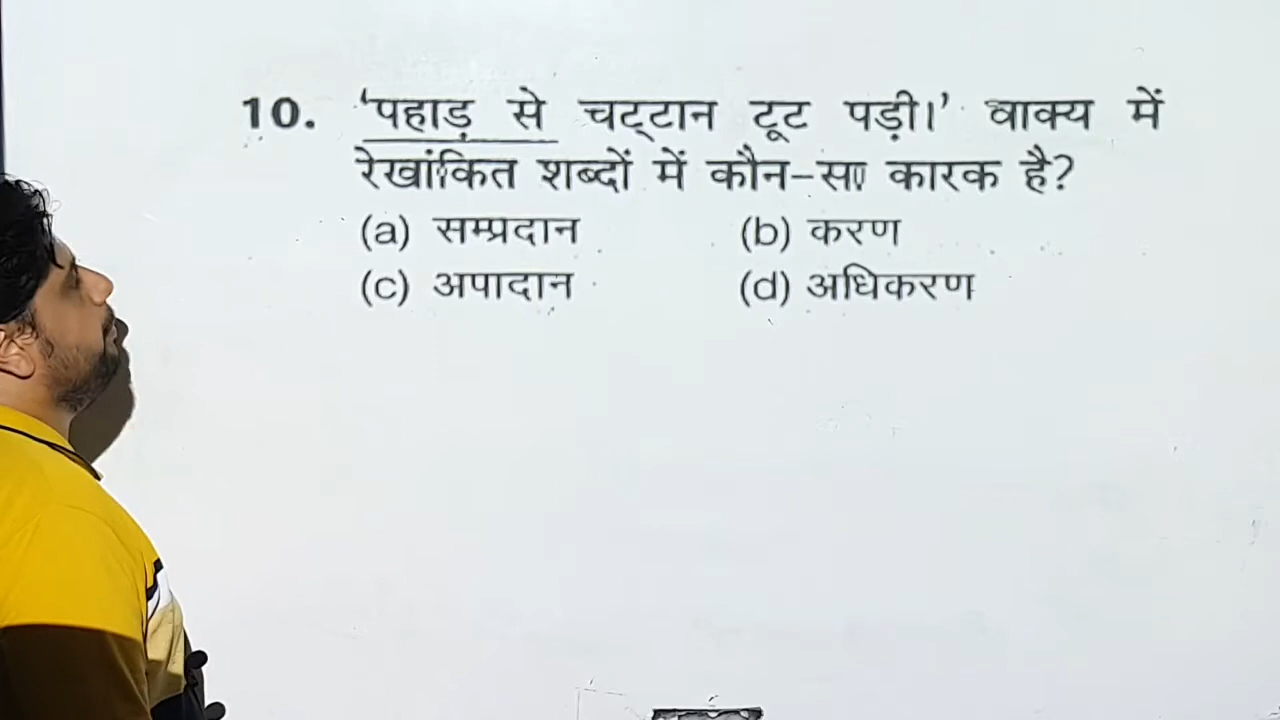 10. ‘पहाड़ से चट्टान टूट पड़ी।’ वाक्य में
रेखांकित शब्दों में कौन-सा कारक है?
(a) सम्प्रदान (b) करण
(c) अपादान (d) अधिकरण